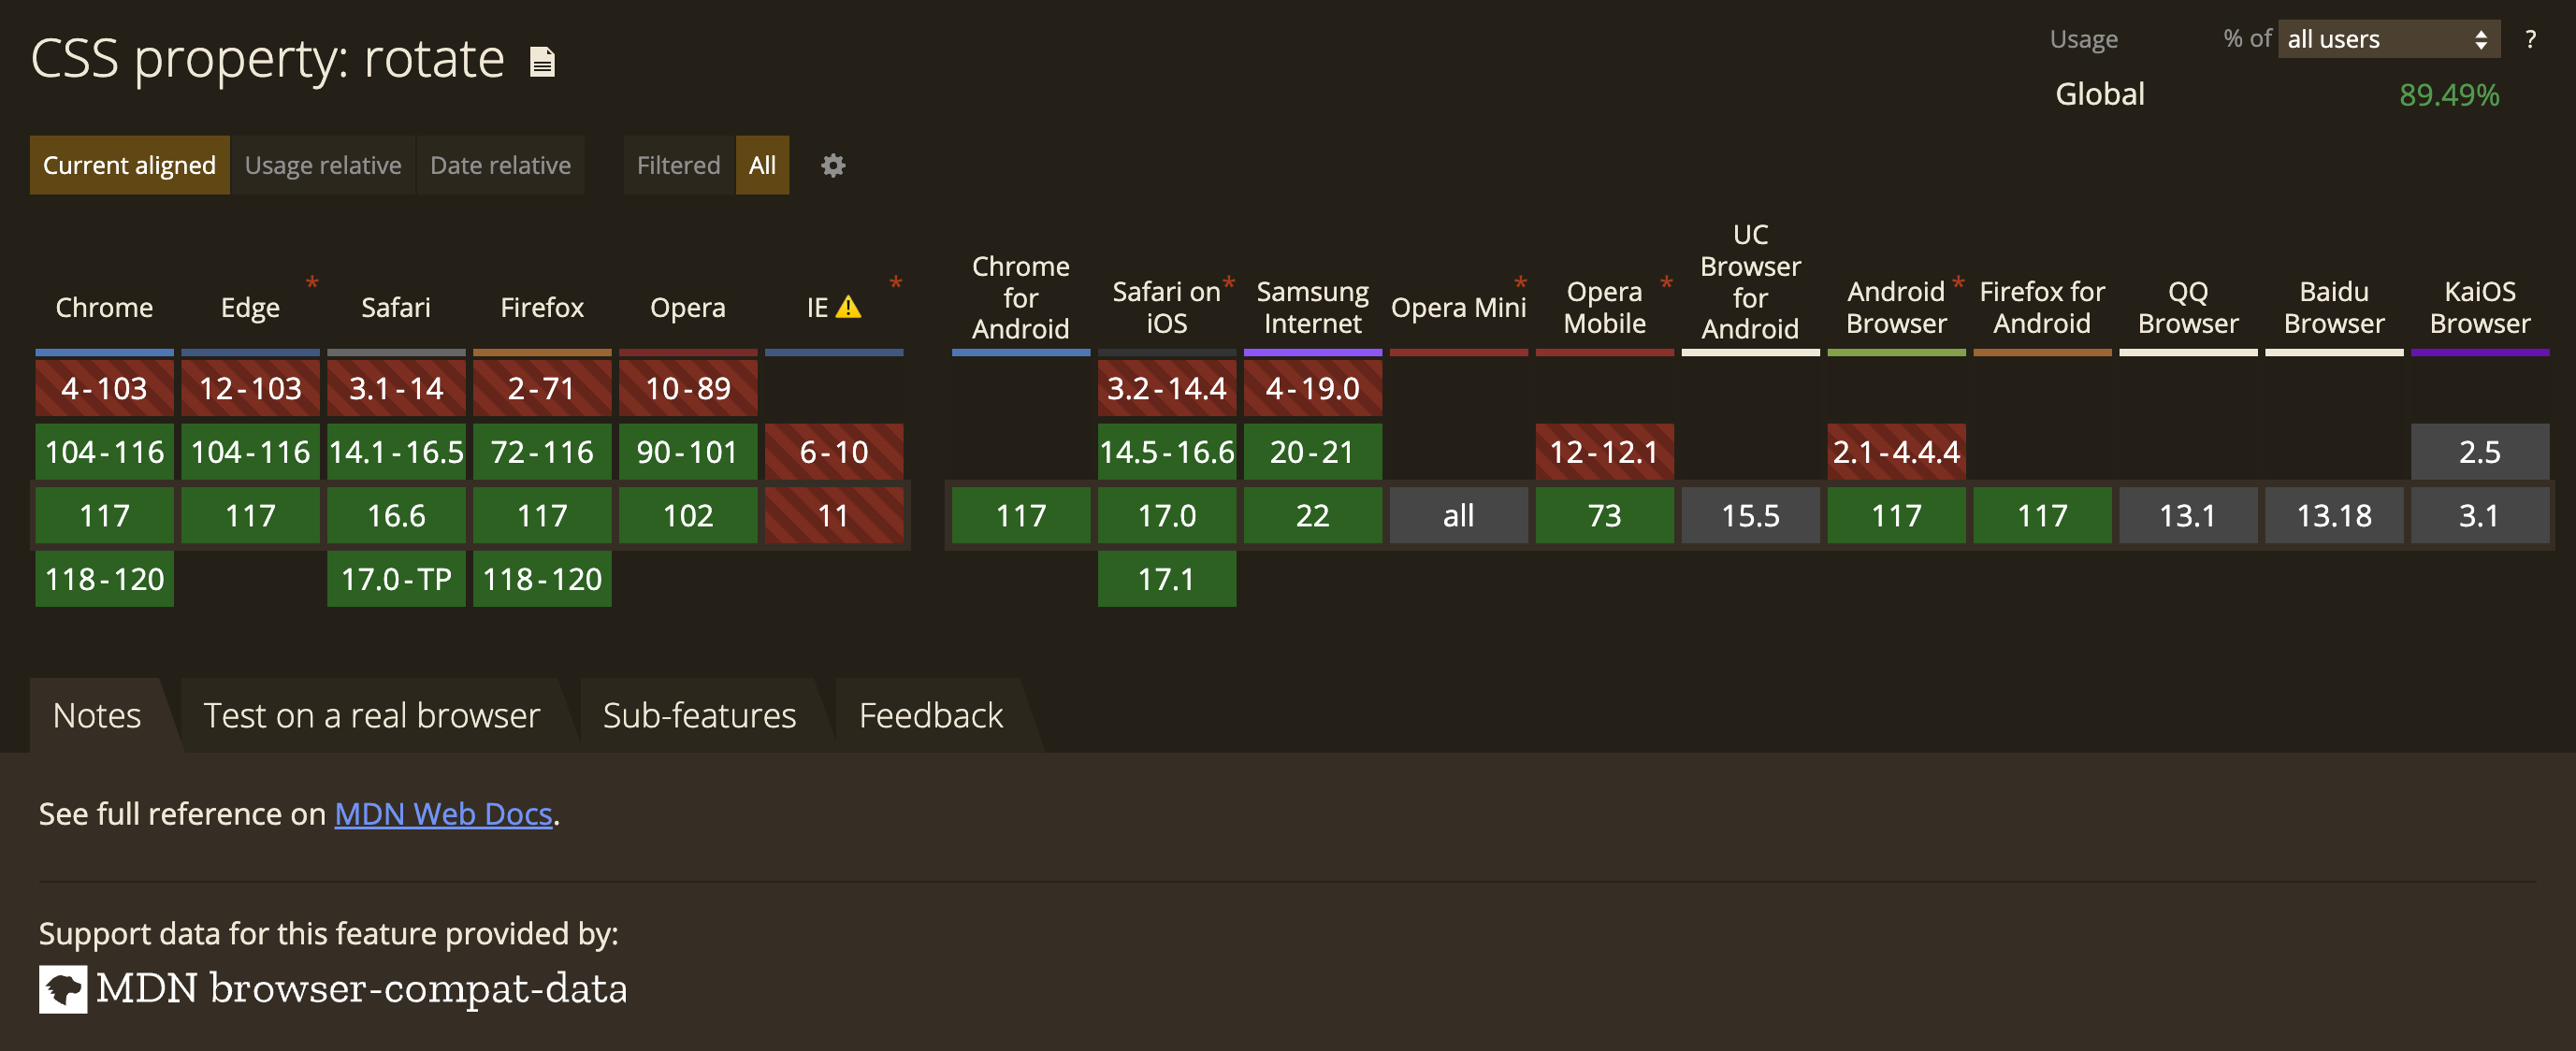 CSS property: rotate
Usage % of all users ?
Global 89.49%
Current aligned Usage relative Date relative Filtered All
Chrome Edge * Safari Firefox Opera IE * Chrome for Android Safari on iOS * Samsung Internet Opera Mini * Opera Mobile * UC Browser for Android Android Browser * Firefox for Android QQ Browser Baidu Browser KaiOS Browser
4-103 12-103 3.1-14 2-71 10-89 3.2-14.4 4-19.0
104-116 104-116 14.1-16.5 72-116 90-101 6-10 14.5-16.6 20-21 12-12.1 2.1-4.4.4 2.5
117 117 16.6 117 102 11 117 17.0 22 all 73 15.5 117 117 13.1 13.18 3.1
118-120 17.0-TP 118-120 17.1
Notes Test on a real browser Sub-features Feedback
See full reference on MDN Web Docs.
Support data for this feature provided by:
MDN browser-compat-data